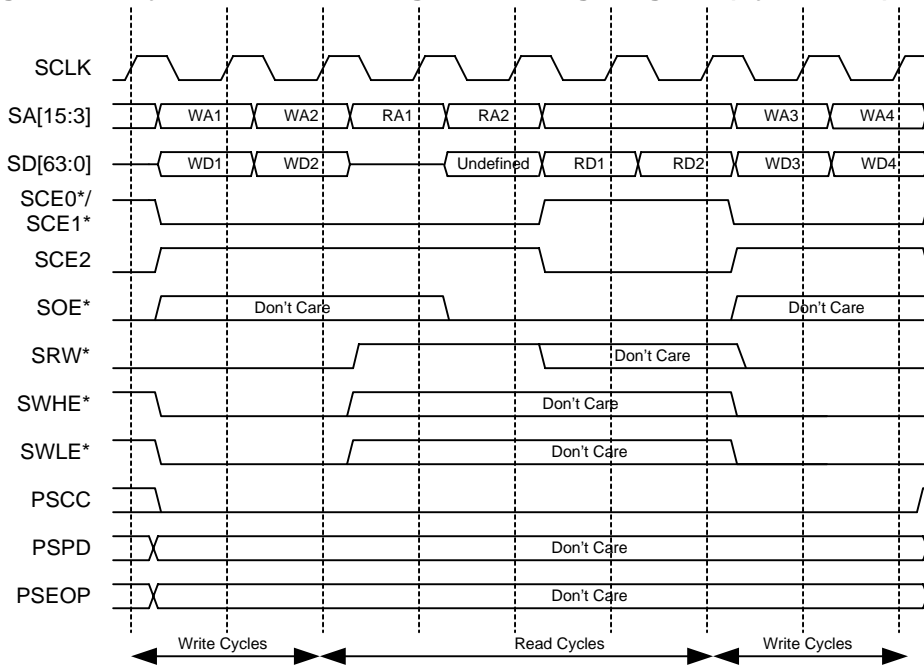 SCLK
SA[15:3] WA1 WA2 RA1 RA2 WA3 WA4
SD[63:0] WD1 WD2 Undefined RD1 RD2 WD3 WD4
SCE0*/
SCE1*
SCE2
SOE* Don't Care Don't Care
SRW* Don't Care
SWHE* Don't Care
SWLE* Don't Care
PSCC
PSPD Don't Care
PSEOP Don't Care
Write Cycles Read Cycles Write Cycles